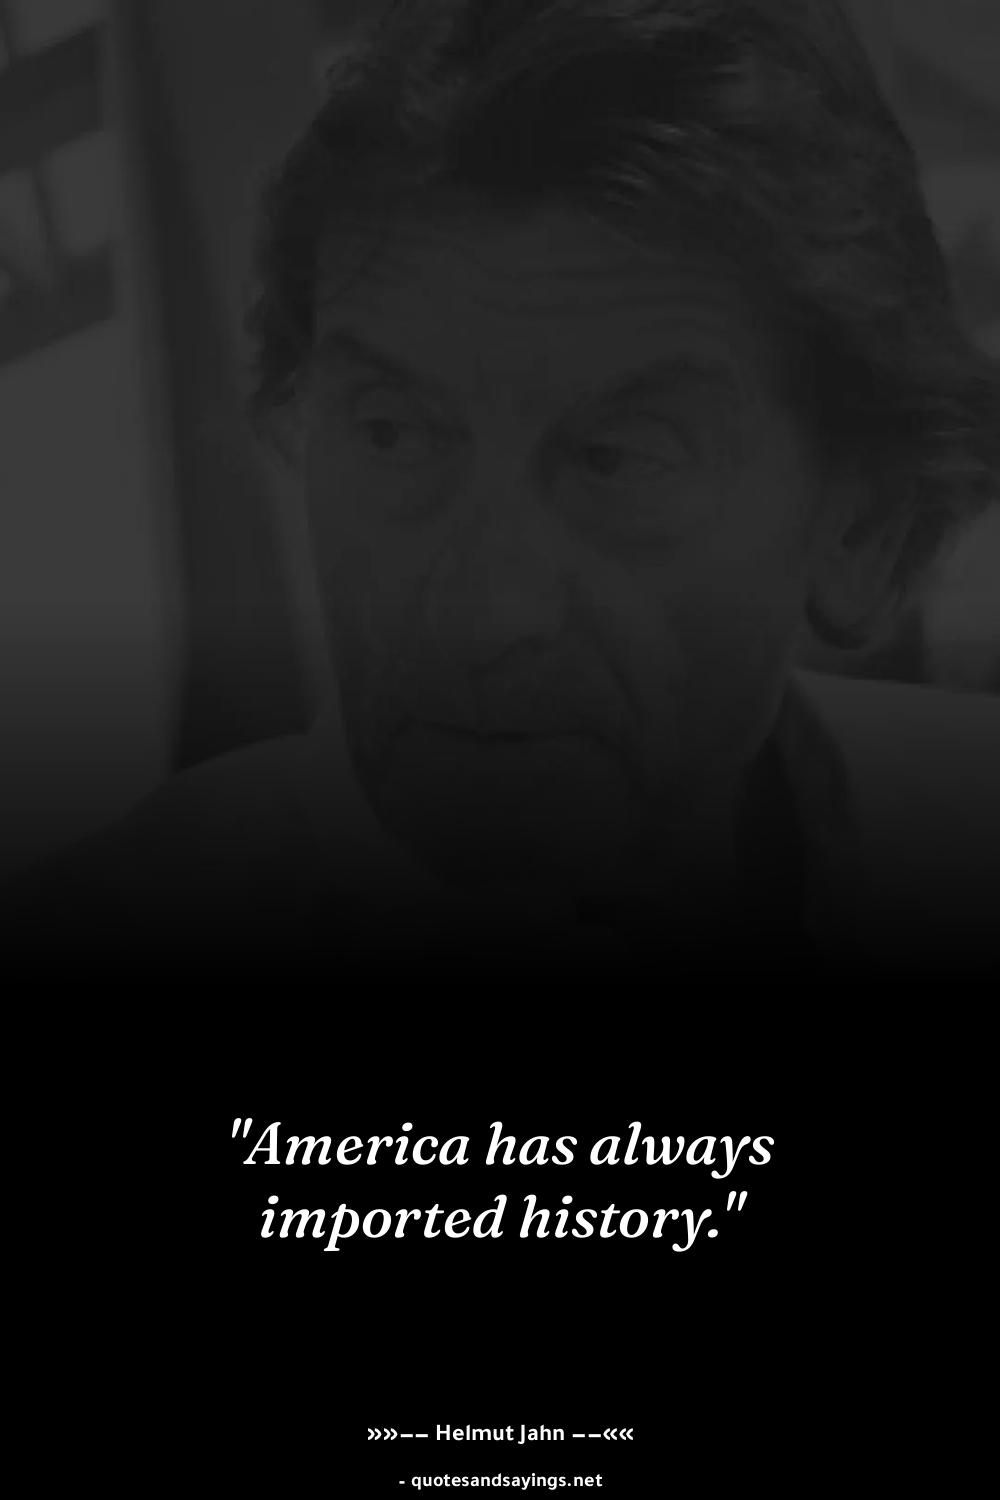 "America has always
imported history."
»»−− Helmut Jahn −−««
- quotesandsayings.net